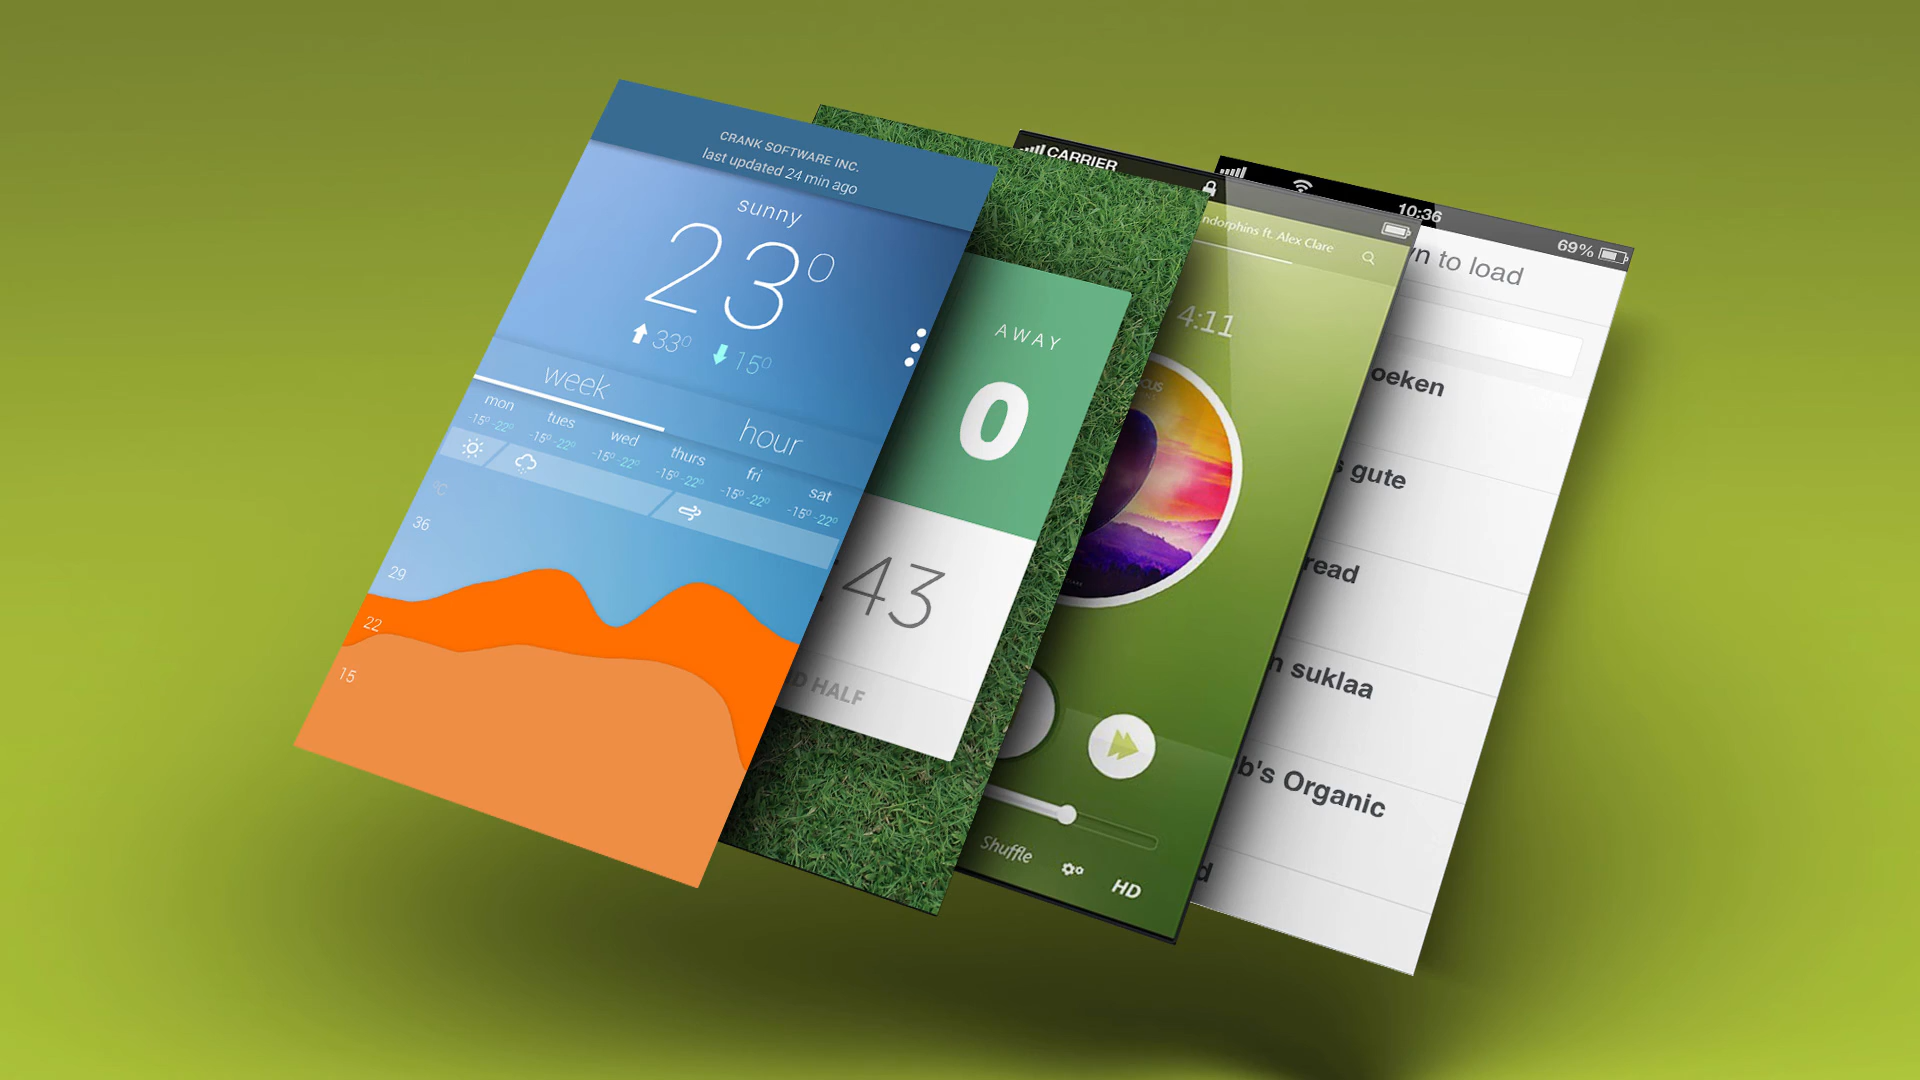 CRANK SOFTWARE INC.
last updated 24 min ago
sunny
23°
33° 15°
week
hour
mon tues wed thurs fri sat
-15° -22° -15° -22° -15° -22° -15° -22° -15° -22° -15° -22°
°C
36
29
22
15
AWAY
0
43
D HALF
CARRIER
ndorphins ft. Alex Clare
4:11
cus
Shuffle
HD
10:36
69%
n to load
oeken
s gute
read
n suklaa
b's Organic
d